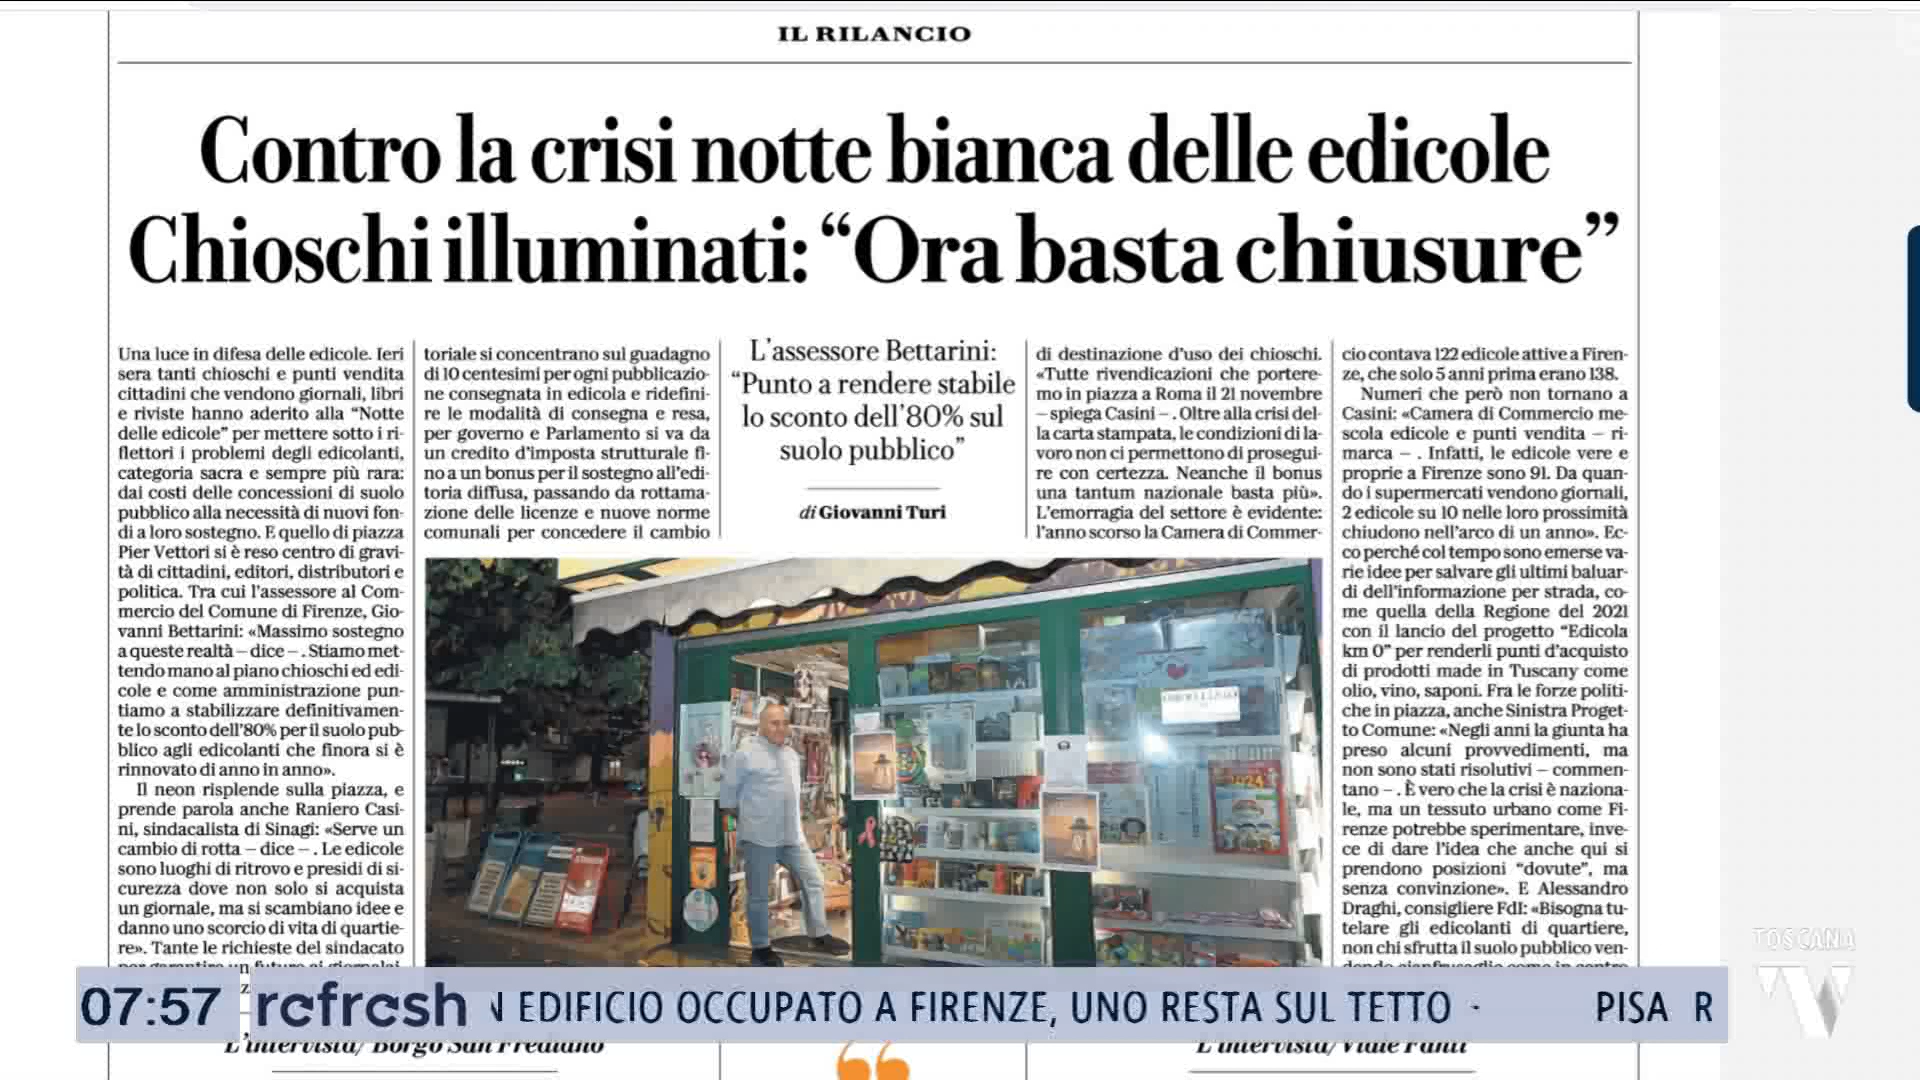 IL RILANCIO
Contro la crisi notte bianca delle edicole
Chioschi illuminati: “Ora basta chiusure”
Una luce in difesa delle edicole. Ieri
sera tanti chioschi e punti vendita
cittadini che vendono giornali, libri
e riviste hanno aderito alla “Notte
delle edicole” per mettere sotto i ri-
flettori i problemi degli edicolanti,
categoria sacra e sempre più rara:
dai costi delle concessioni di suolo
pubblico alla necessità di nuovi fon-
di a loro sostegno. E quello di piazza
Pier Vettori si è reso centro di gravi-
tà di cittadini, editori, distributori e
politica. Tra cui l’assessore al Com-
mercio del Comune di Firenze, Gio-
vanni Bettarini: «Massimo sostegno
a queste realtà – dice – . Stiamo met-
tendo mano al piano chioschi ed edi-
cole e come amministrazione pun-
tiamo a stabilizzare definitivamen-
te lo sconto dell’80% per il suolo pub-
blico agli edicolanti che finora si è
rinnovato di anno in anno».
Il neon risplende sulla piazza, e
prende parola anche Raniero Casi-
ni, sindacalista di Sinagi: «Serve un
cambio di rotta – dice – . Le edicole
sono luoghi di ritrovo e presidi di si-
curezza dove non solo si acquista
un giornale, ma si scambiano idee e
danno uno scorcio di vita di quartie-
re». Tante le richieste del sindacato
per garantire un futuro ai giornalai.
toriale si concentrano sul guadagno
di 10 centesimi per ogni pubblicazio-
ne consegnata in edicola e ridefini-
re le modalità di consegna e resa,
per governo e Parlamento si va da
un credito d’imposta strutturale fi-
no a un bonus per il sostegno all’edi-
toria diffusa, passando da rottama-
zione delle licenze e nuove norme
comunali per concedere il cambio
L’assessore Bettarini:
“Punto a rendere stabile
lo sconto dell’80% sul
suolo pubblico”
di Giovanni Turi
di destinazione d’uso dei chioschi.
«Tutte rivendicazioni che portere-
mo in piazza a Roma il 21 novembre
– spiega Casini – . Oltre alla crisi del-
la carta stampata, le condizioni di la-
voro non ci permettono di prosegui-
re con certezza. Neanche il bonus
una tantum nazionale basta più».
L’emorragia del settore è evidente:
l’anno scorso la Camera di Commer-
cio contava 122 edicole attive a Firen-
ze, che solo 5 anni prima erano 138.
Numeri che però non tornano a
Casini: «Camera di Commercio me-
scola edicole e punti vendita – ri-
marca – . Infatti, le edicole vere e
proprie a Firenze sono 91. Da quan-
do i supermercati vendono giornali,
2 edicole su 10 nelle loro prossimità
chiudono nell’arco di un anno». Ec-
co perché col tempo sono emerse va-
rie idee per salvare gli ultimi baluar-
di dell’informazione per strada, co-
me quella della Regione del 2021
con il lancio del progetto “Edicola
km 0” per renderli punti d’acquisto
di prodotti made in Tuscany come
olio, vino, saponi. Fra le forze politi-
che in piazza, anche Sinistra Proget-
to Comune: «Negli anni la giunta ha
preso alcuni provvedimenti, ma
non sono stati risolutivi – commen-
tano – . È vero che la crisi è naziona-
le, ma un tessuto urbano come Fi-
renze potrebbe sperimentare, inve-
ce di dare l’idea che anche qui si
prendono posizioni “dovute”, ma
senza convinzione». E Alessandro
Draghi, consigliere FdI: «Bisogna tu-
telare gli edicolanti di quartiere,
non chi sfrutta il suolo pubblico ven-
2024
TOSCANA
07:57 refresh N EDIFICIO OCCUPATO A FIRENZE, UNO RESTA SUL TETTO - PISA R
L’intervista/ Borgo San Frediano
L’intervista/ Viale Fanti